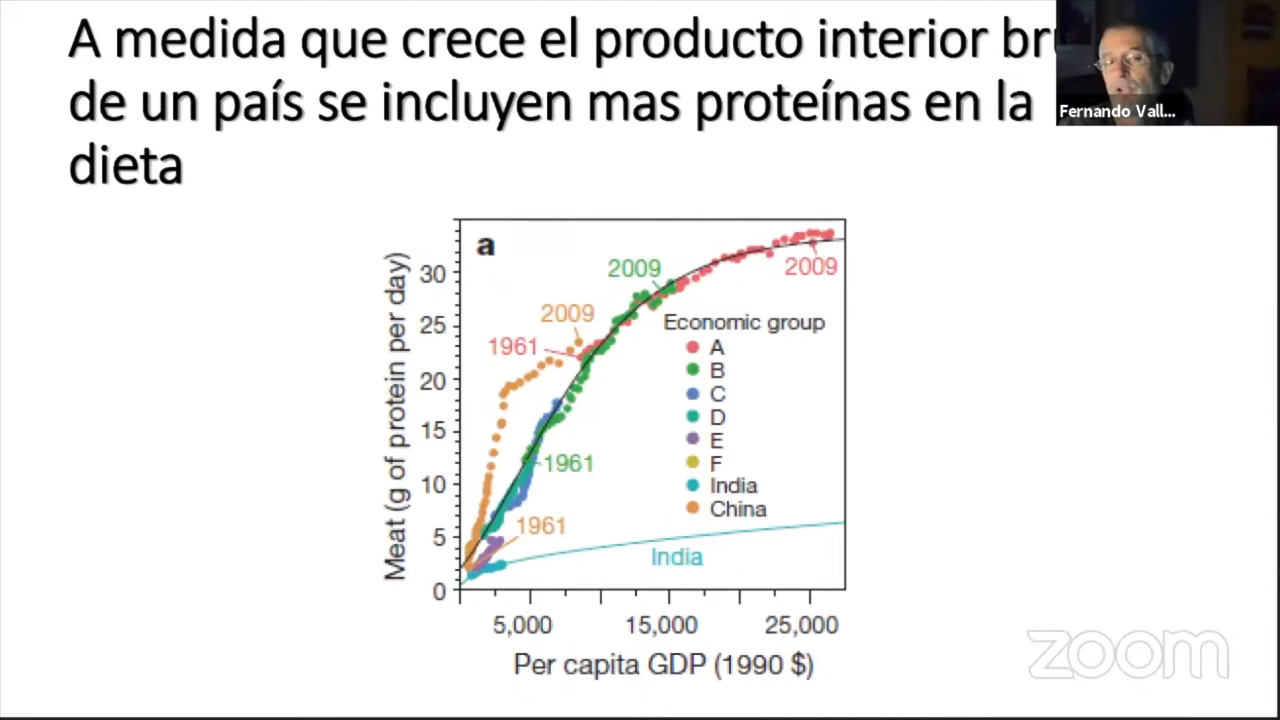 A medida que crece el producto interior
de un país se incluyen mas proteínas en la
dieta
Fernando Vall...
a
Meat (g of protein per day)
30
25
20
15
10
5
0
2009
2009
2009
1961
1961
1961
India
Economic group
A
B
C
D
E
F
India
China
5,000
15,000
25,000
Per capita GDP (1990 $)
zoom